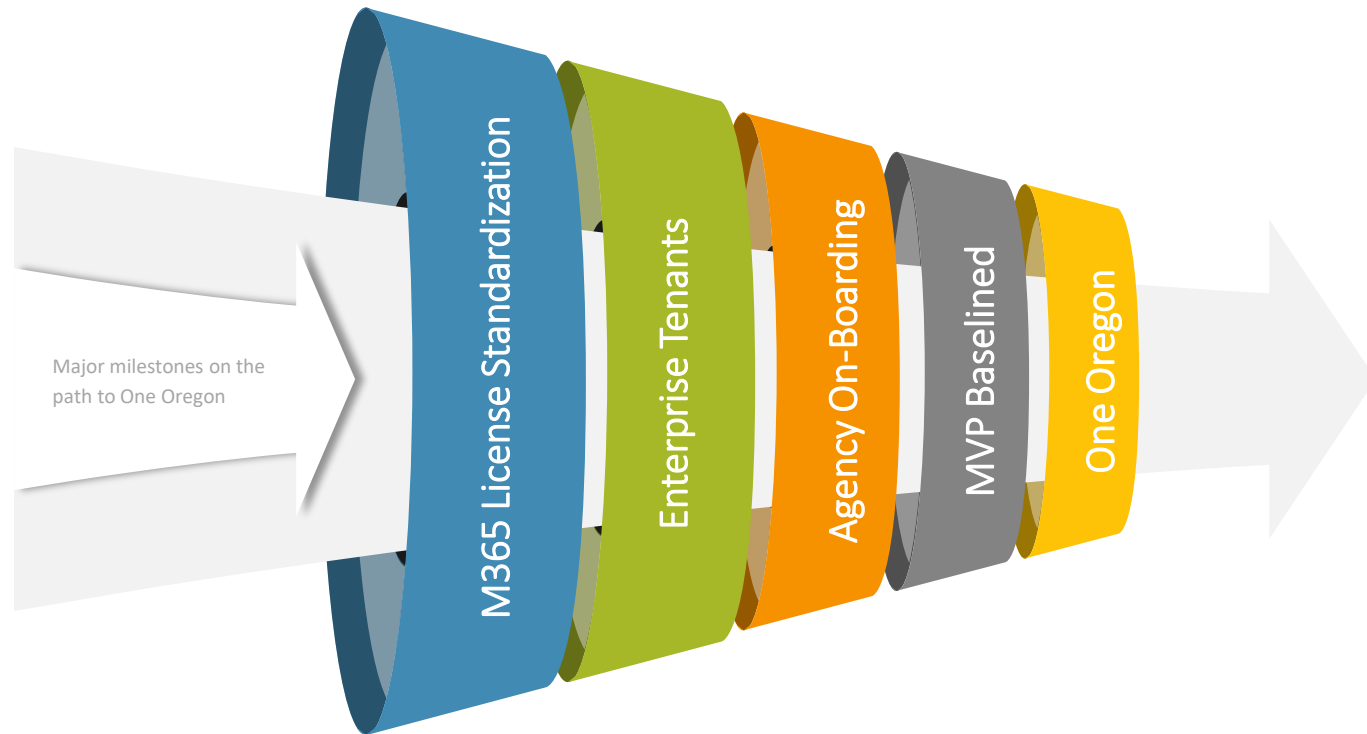 Major milestones on the
path to One Oregon
M365 License Standardization
Enterprise Tenants
Agency On-Boarding
MVP Baselined
One Oregon